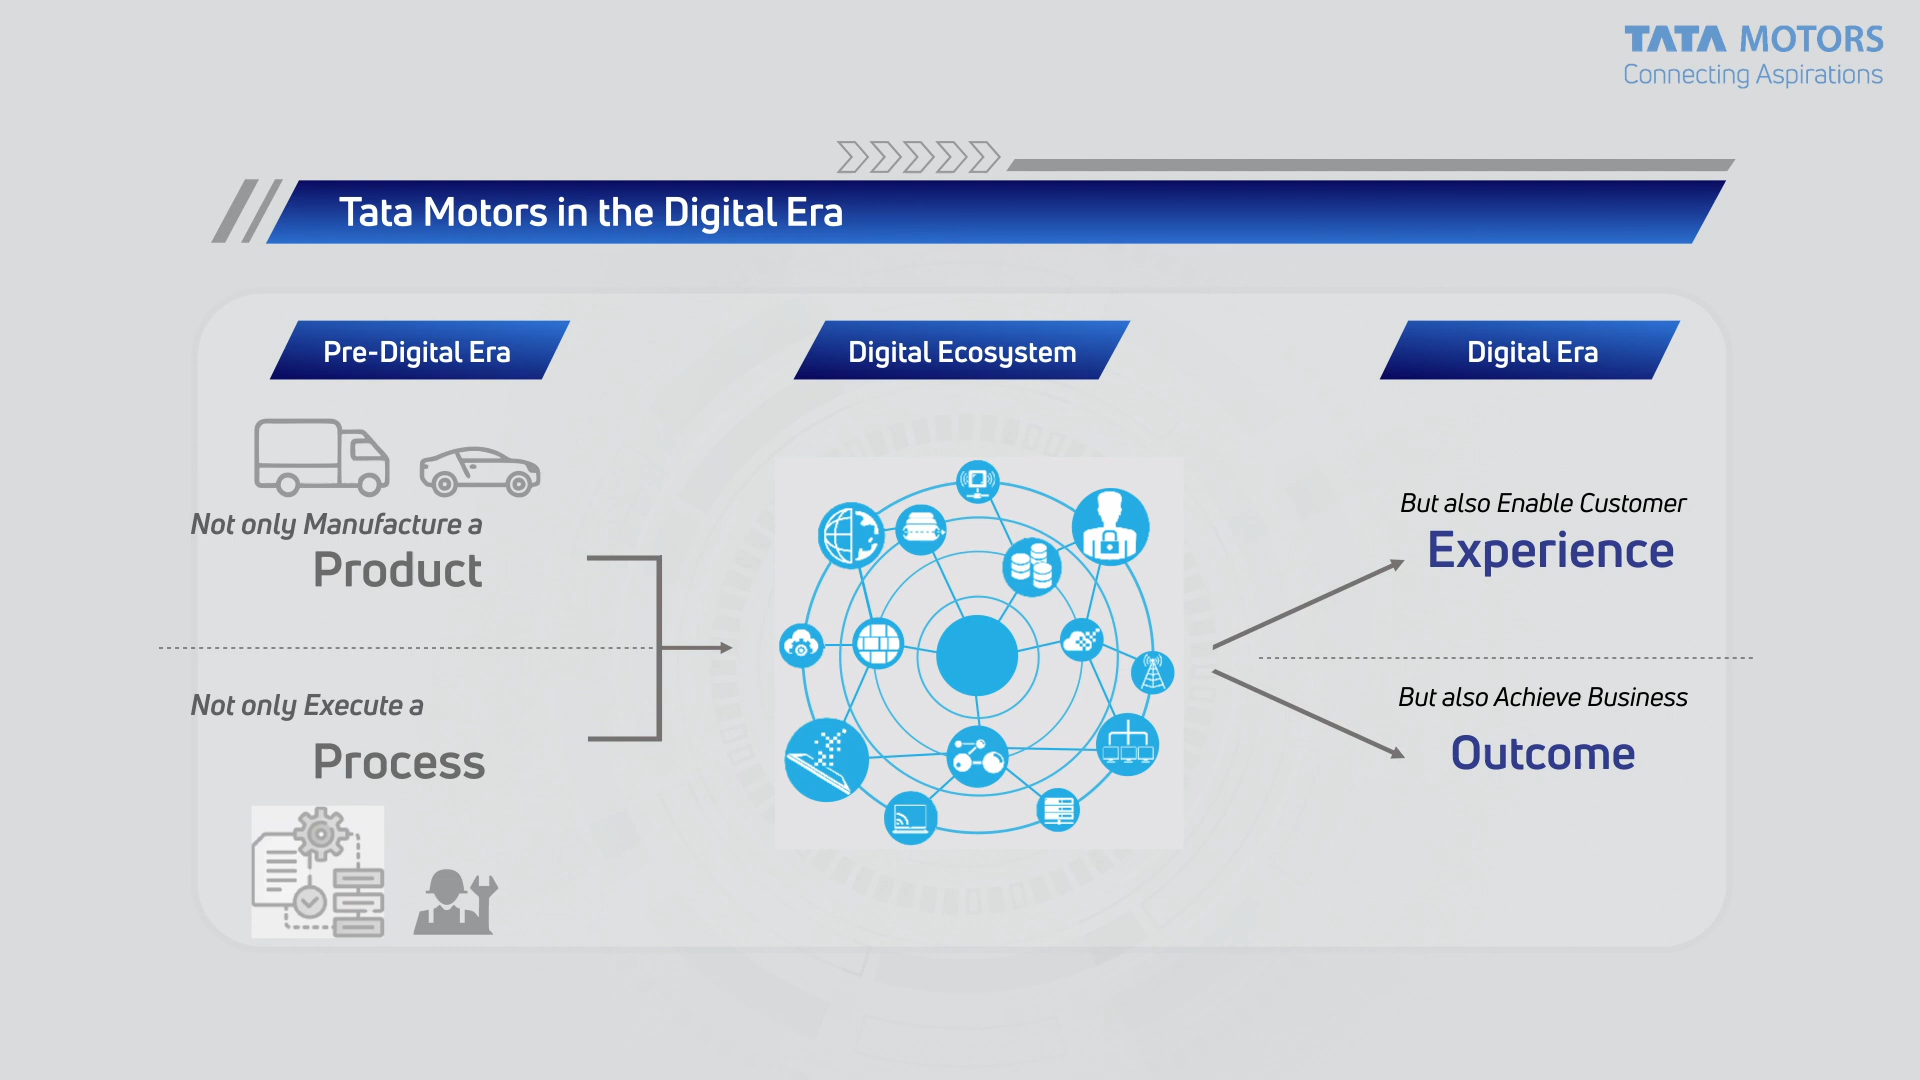 TATA MOTORS
Connecting Aspirations
Tata Motors in the Digital Era
Pre-Digital Era
Digital Ecosystem
Digital Era
Not only Manufacture a
Product
Not only Execute a
Process
But also Enable Customer
Experience
But also Achieve Business
Outcome